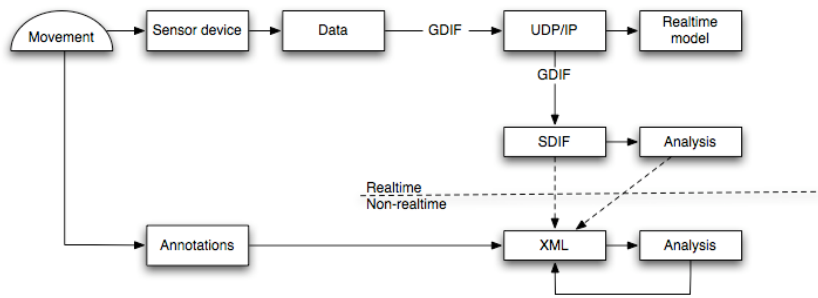 Movement
Sensor device
Data
GDIF
UDP/IP
Realtime
model
GDIF
SDIF
Analysis
Realtime
Non-realtime
Annotations
XML
Analysis